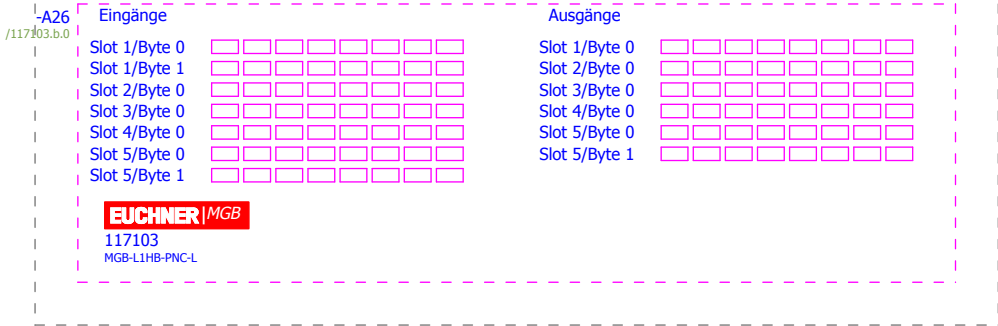 -A26
/117103.b.0
Eingänge
Slot 1/Byte 0
Slot 1/Byte 1
Slot 2/Byte 0
Slot 3/Byte 0
Slot 4/Byte 0
Slot 5/Byte 0
Slot 5/Byte 1
Ausgänge
Slot 1/Byte 0
Slot 2/Byte 0
Slot 3/Byte 0
Slot 4/Byte 0
Slot 5/Byte 0
Slot 5/Byte 1
EUCHNER|MGB
117103
MGB-L1HB-PNC-L